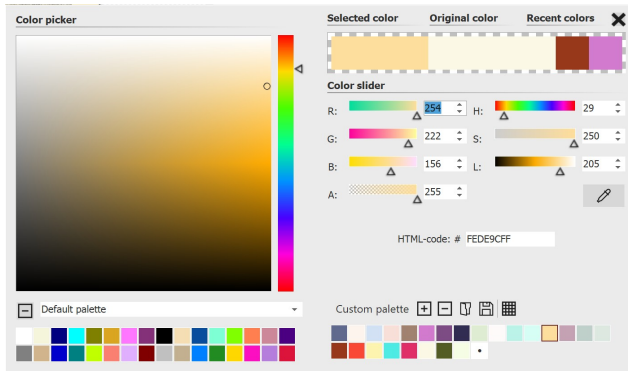 Color picker
Selected color Original color Recent colors
Color slider
R: 254 H: 29
G: 222 S: 250
B: 156 L: 205
A: 255
HTML-code: # FEDE9CFF
Default palette
Custom palette